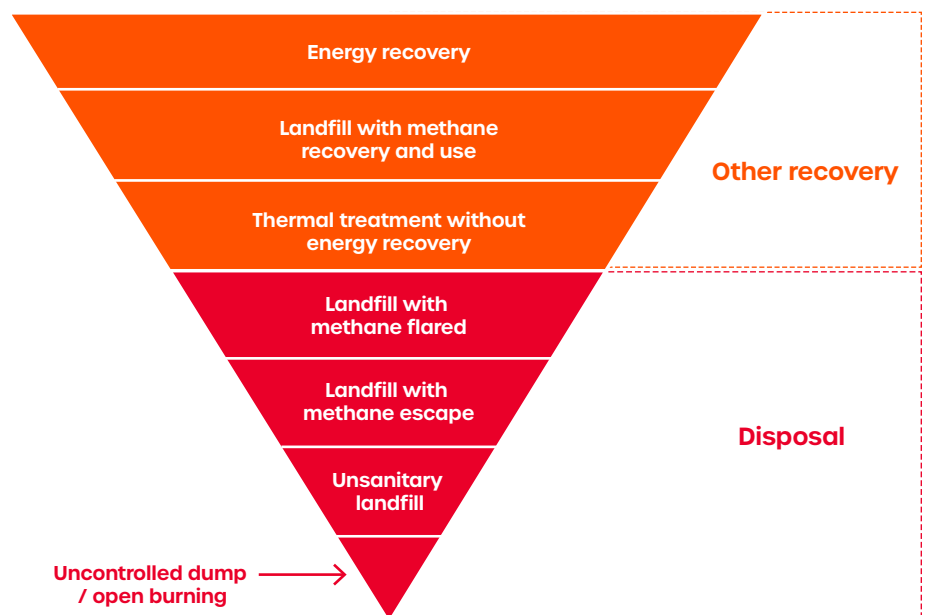 Energy recovery
Landfill with methane
recovery and use
Thermal treatment without
energy recovery
Other recovery
Landfill with
methane flared
Landfill with
methane escape
Unsanitary
landfill
Disposal
Uncontrolled dump
/ open burning